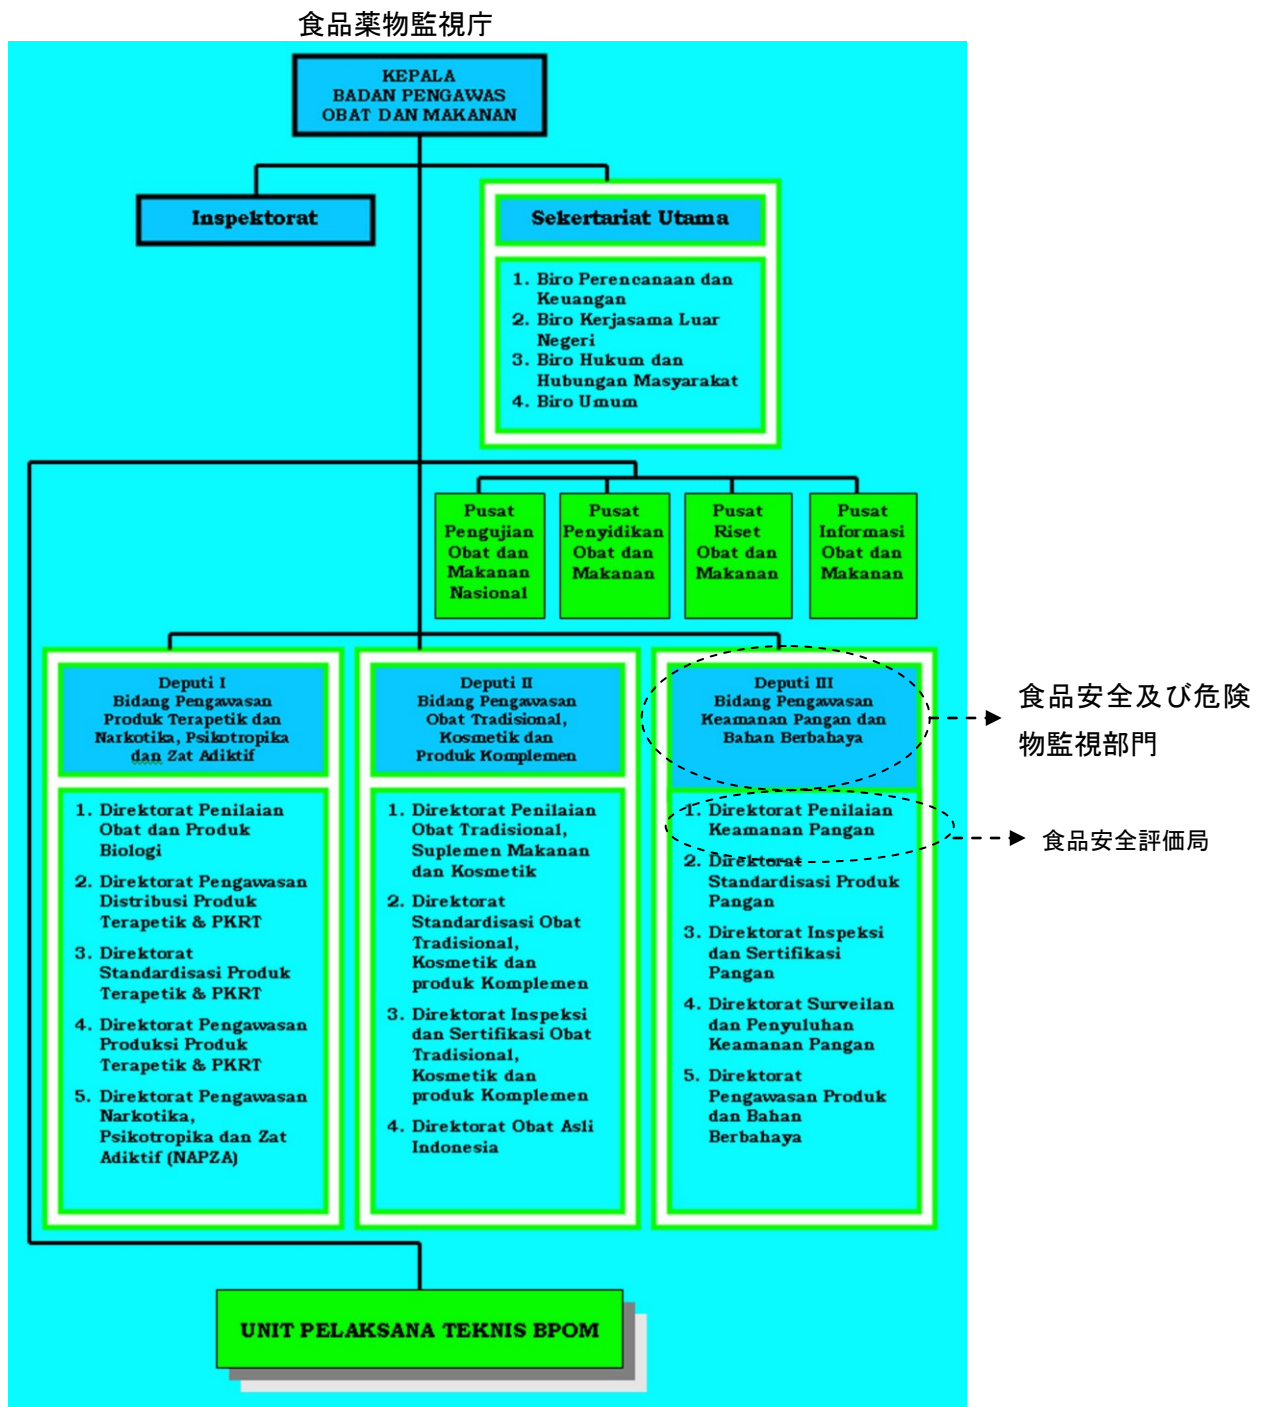 食品薬物監視庁
KEPALA
BADAN PENGAWAS
OBAT DAN MAKANAN
Inspektorat
Sekertariat Utama
1. Biro Perencanaan dan
Keuangan
2. Biro Kerjasama Luar
Negeri
3. Biro Hukum dan
Hubungan Masyarakat
4. Biro Umum
Pusat
Pengujian
Obat dan
Makanan
Nasional
Pusat
Penyidikan
Obat dan
Makanan
Pusat
Riset
Obat dan
Makanan
Pusat
Informasi
Obat dan
Makanan
Deputi I
Bidang Pengawasan
Produk Terapetik dan
Narkotika, Psikotropika
dan Zat Adiktif
1. Direktorat Penilaian
Obat dan Produk
Biologi
2. Direktorat Pengawasan
Distribusi Produk
Terapetik & PKRT
3. Direktorat
Standardisasi Produk
Terapetik & PKRT
4. Direktorat Pengawasan
Produksi Produk
Terapetik & PKRT
5. Direktorat Pengawasan
Narkotika,
Psikotropika dan Zat
Adiktif (NAPZA)
Deputi II
Bidang Pengawasan
Obat Tradisional,
Kosmetik dan
Produk Komplemen
1. Direktorat Penilaian
Obat Tradisional,
Suplemen Makanan
dan Kosmetik
2. Direktorat
Standardisasi Obat
Tradisional,
Kosmetik dan
produk Komplemen
3. Direktorat Inspeksi
dan Sertifikasi Obat
Tradisional,
Kosmetik dan
produk Komplemen
4. Direktorat Obat Asli
Indonesia
Deputi III
Bidang Pengawasan
Keamanan Pangan dan
Bahan Berbahaya
1. Direktorat Penilaian
Keamanan Pangan
2. Direktorat
Standardisasi Produk
Pangan
3. Direktorat Inspeksi
dan Sertifikasi
Pangan
4. Direktorat Surveilan
dan Penyuluhan
Keamanan Pangan
5. Direktorat
Pengawasan Produk
dan Bahan
Berbahaya
食品安全及び危険
物監視部門
食品安全評価局
UNIT PELAKSANA TEKNIS BPOM